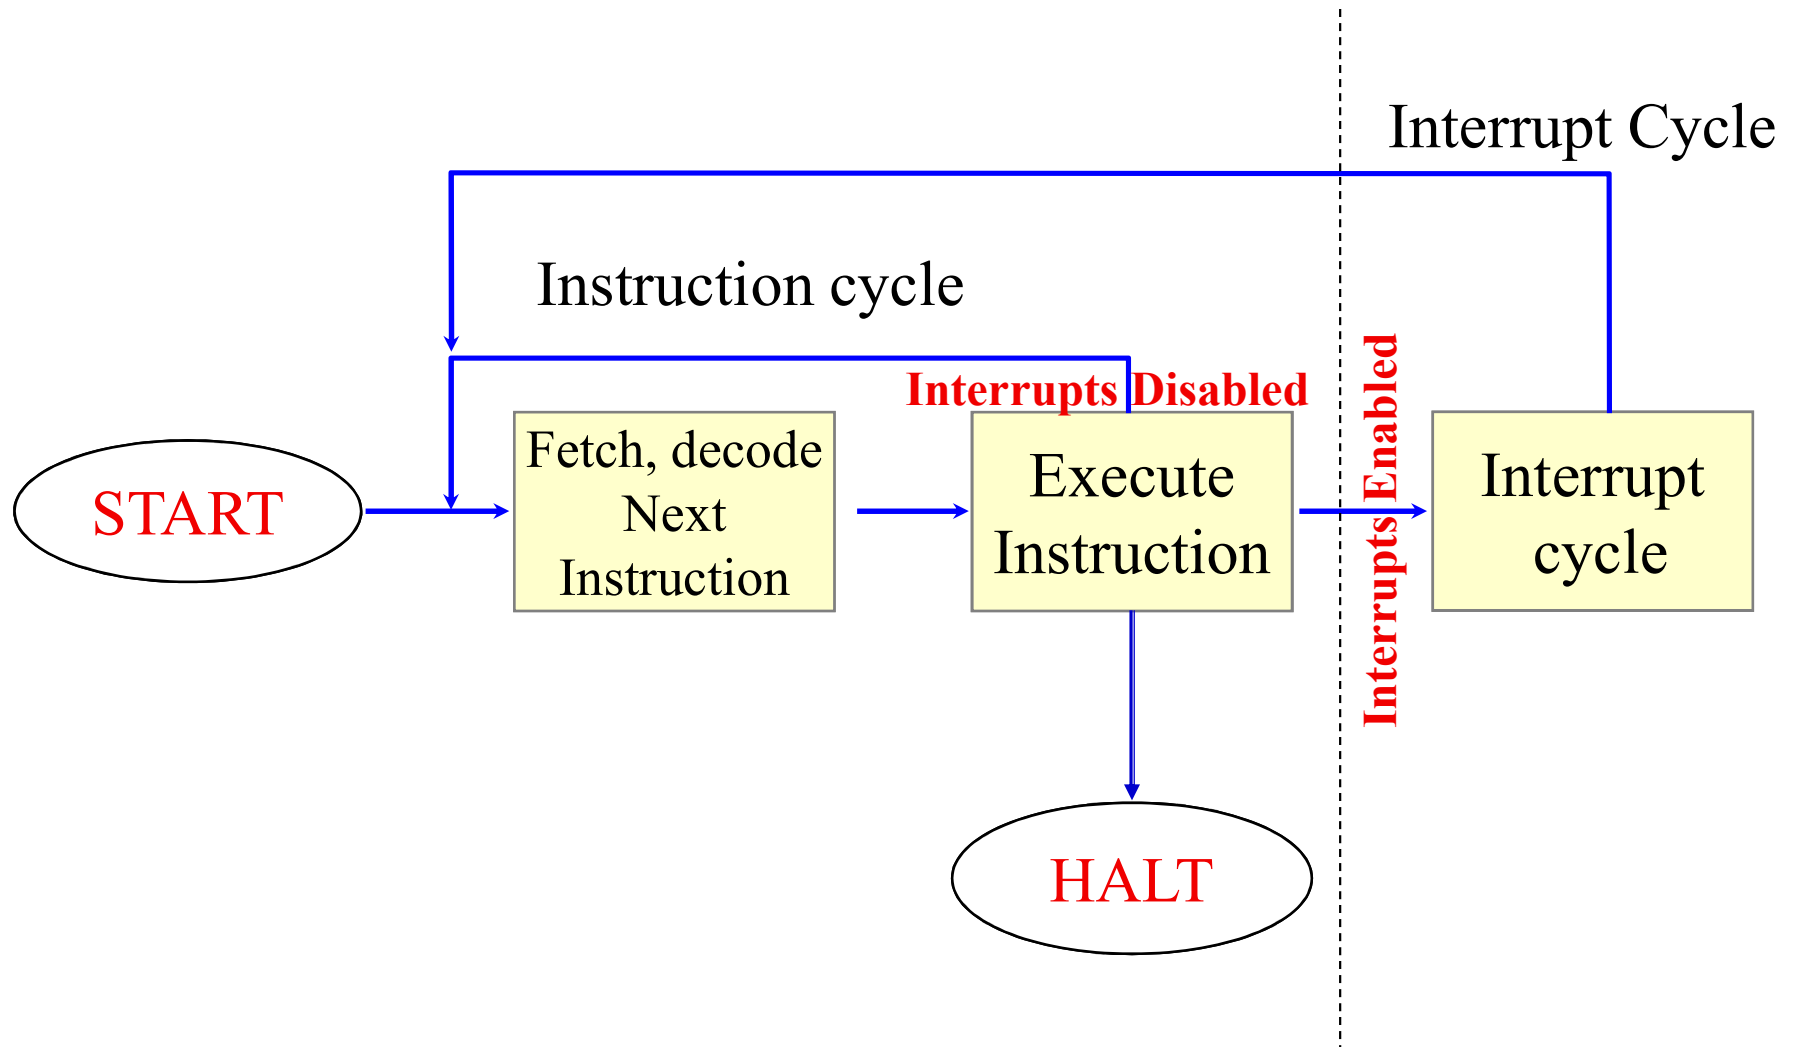 Interrupt Cycle
Instruction cycle
Interrupts Disabled
Interrupts Enabled
START
Fetch, decode
Next
Instruction
Execute
Instruction
Interrupt
cycle
HALT